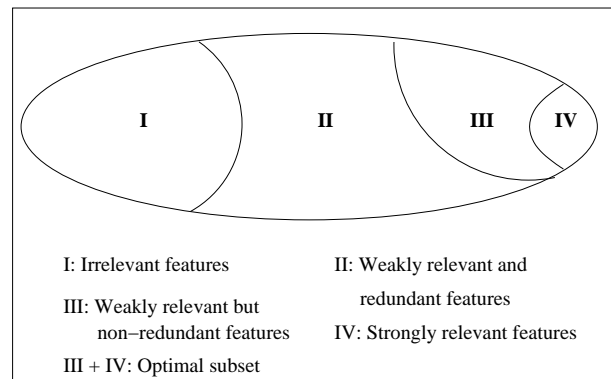 I
II
III
IV
I: Irrelevant features
II: Weakly relevant and
redundant features
III: Weakly relevant but
non−redundant features
IV: Strongly relevant features
III + IV: Optimal subset